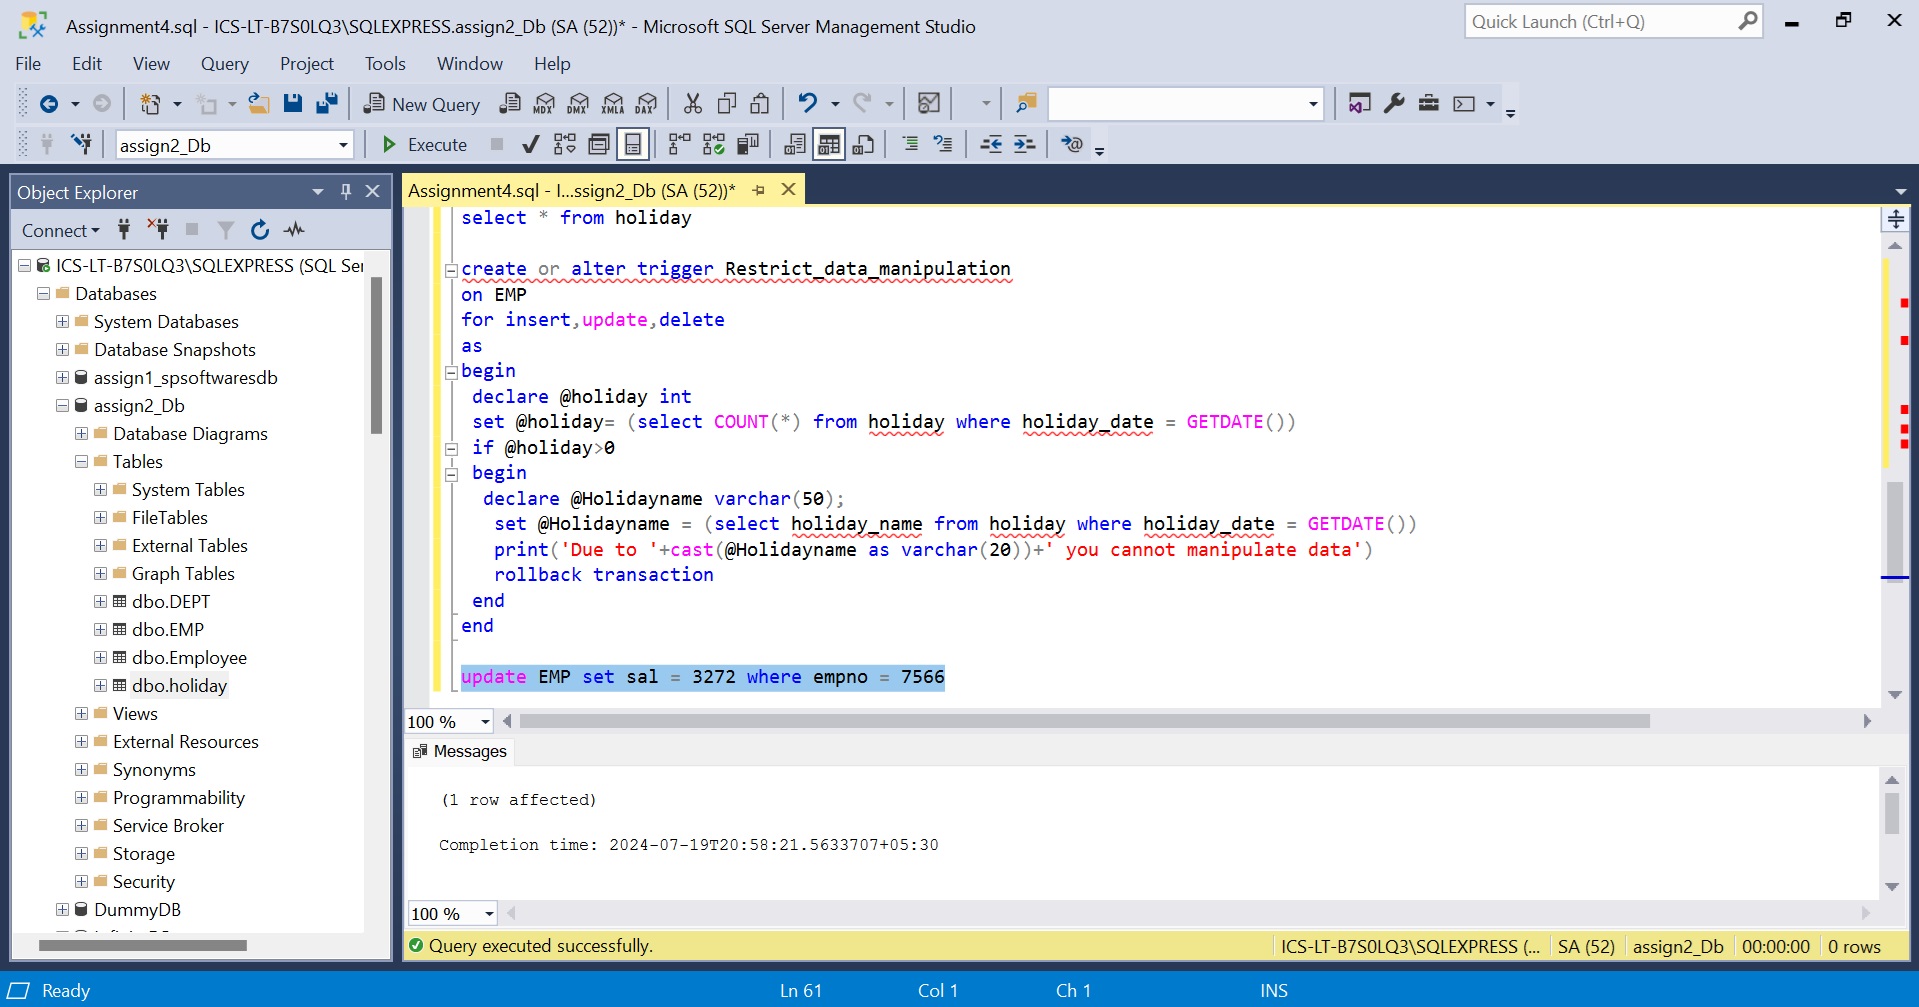 Assignment4.sql - ICS-LT-B7S0LQ3\SQLEXPRESS.assign2_Db (SA (52))* - Microsoft SQL Server Management Studio
Quick Launch (Ctrl+Q)
File Edit View Query Project Tools Window Help
New Query MDX DMX XMLA DAX
assign2_Db Execute
Object Explorer
Connect
ICS-LT-B7S0LQ3\SQLEXPRESS (SQL Ser
Databases
System Databases
Database Snapshots
assign1_spsoftwaresdb
assign2_Db
Database Diagrams
Tables
System Tables
FileTables
External Tables
Graph Tables
dbo.DEPT
dbo.EMP
dbo.Employee
dbo.holiday
Views
External Resources
Synonyms
Programmability
Service Broker
Storage
Security
DummyDB
Assignment4.sql - I...ssign2_Db (SA (52))*
select * from holiday
create or alter trigger Restrict_data_manipulation
on EMP
for insert,update,delete
as
begin
declare @holiday int
set @holiday= (select COUNT(*) from holiday where holiday_date = GETDATE())
if @holiday>0
begin
declare @Holidayname varchar(50);
set @Holidayname = (select holiday_name from holiday where holiday_date = GETDATE())
print('Due to '+cast(@Holidayname as varchar(20))+' you cannot manipulate data')
rollback transaction
end
end
update EMP set sal = 3272 where empno = 7566
100 %
Messages
(1 row affected)
Completion time: 2024-07-19T20:58:21.5633707+05:30
100 %
Query executed successfully. ICS-LT-B7S0LQ3\SQLEXPRESS (... SA (52) assign2_Db 00:00:00 0 rows
Ready Ln 61 Col 1 Ch 1 INS